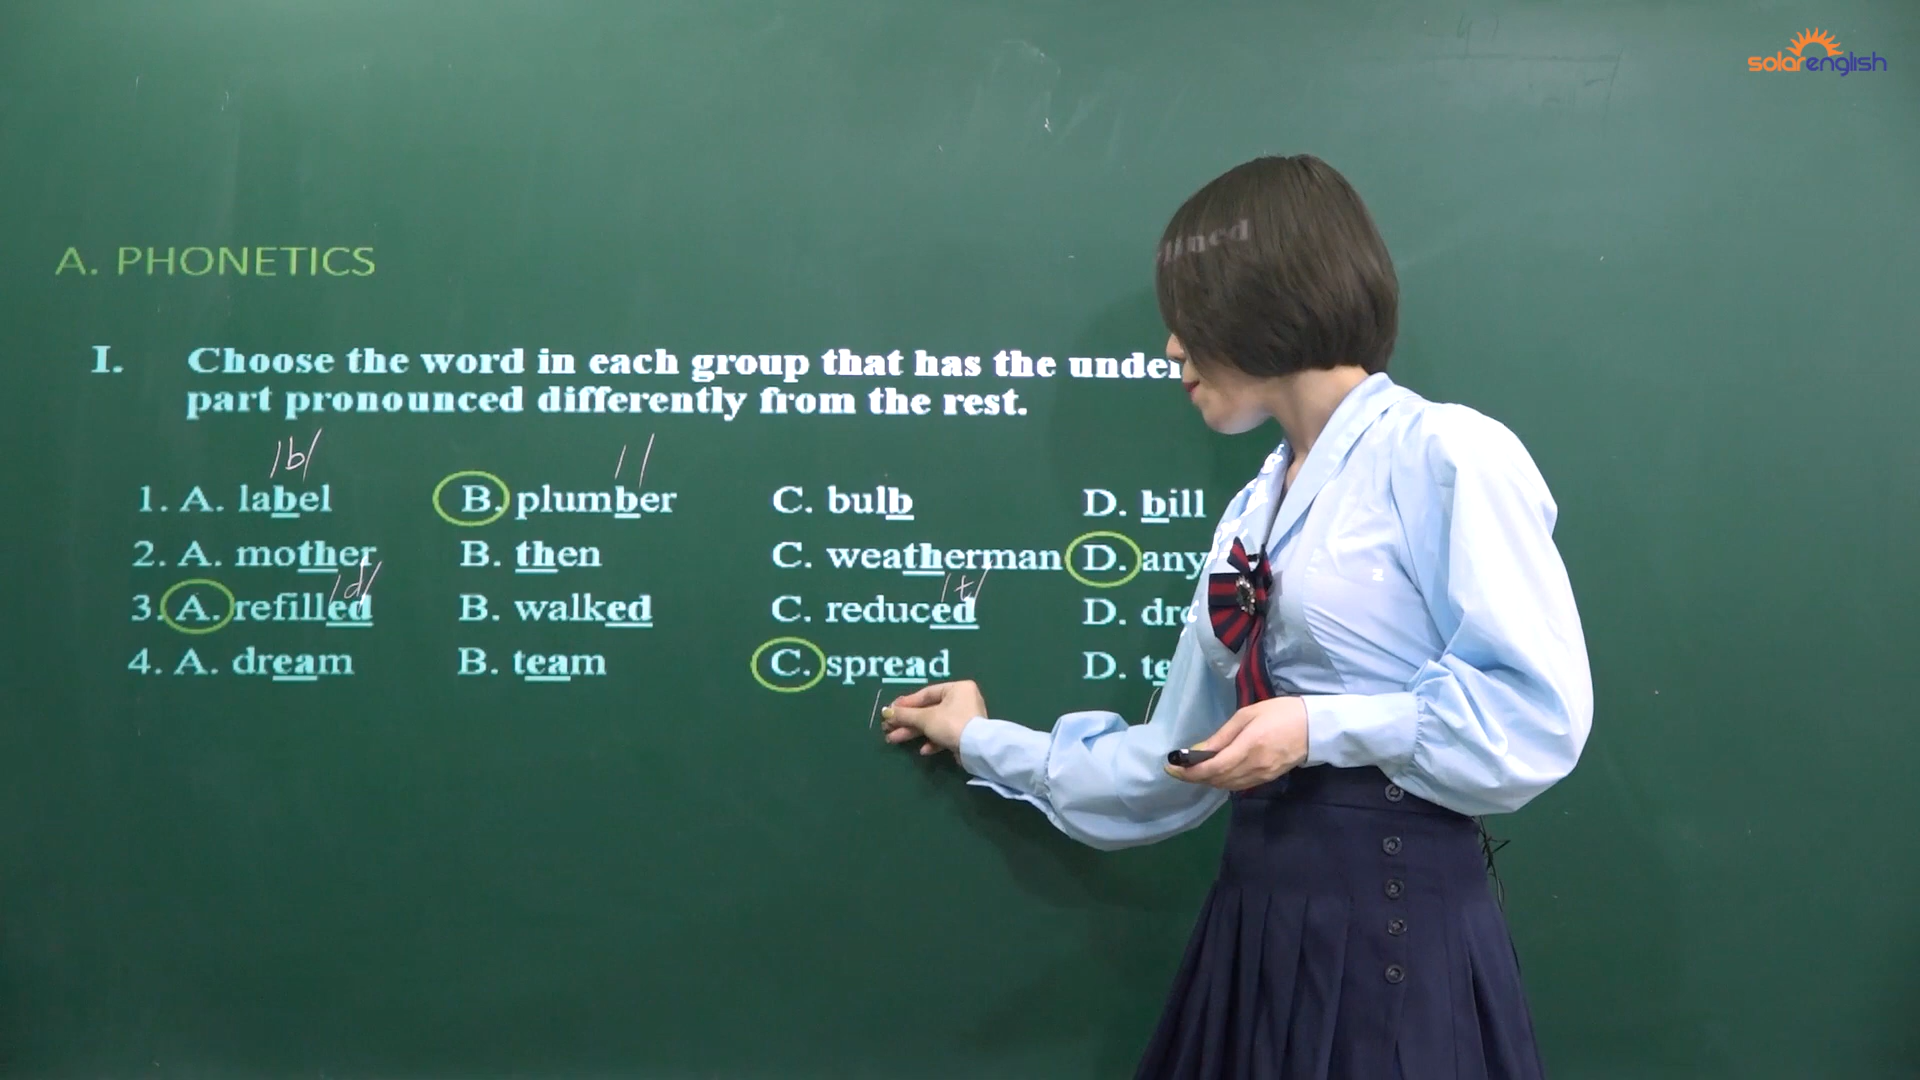 solarenglish
A. PHONETICS
I. Choose the word in each group that has the under lined
part pronounced differently from the rest.
/b/ / /
1. A. label B. plumber C. bulb D. bill
2. A. mother B. then C. weatherman D. any
/d/ /t/
3. A. refilled B. walked C. reduced D.
4. A. dream B. team C. spread D.